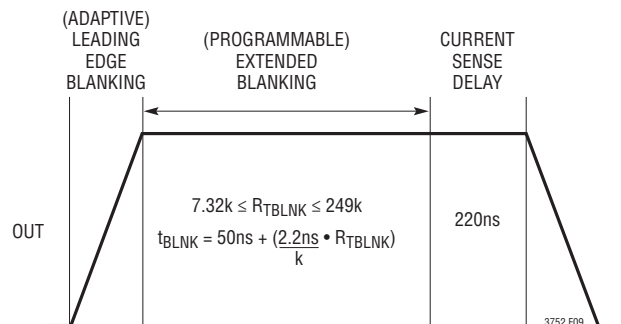 (ADAPTIVE)
LEADING
EDGE
BLANKING
(PROGRAMMABLE)
EXTENDED
BLANKING
CURRENT
SENSE
DELAY
OUT
7.32k ≤ RTBLNK ≤ 249k
tBLNK = 50ns + (2.2ns/k • RTBLNK)
220ns
3752 F09